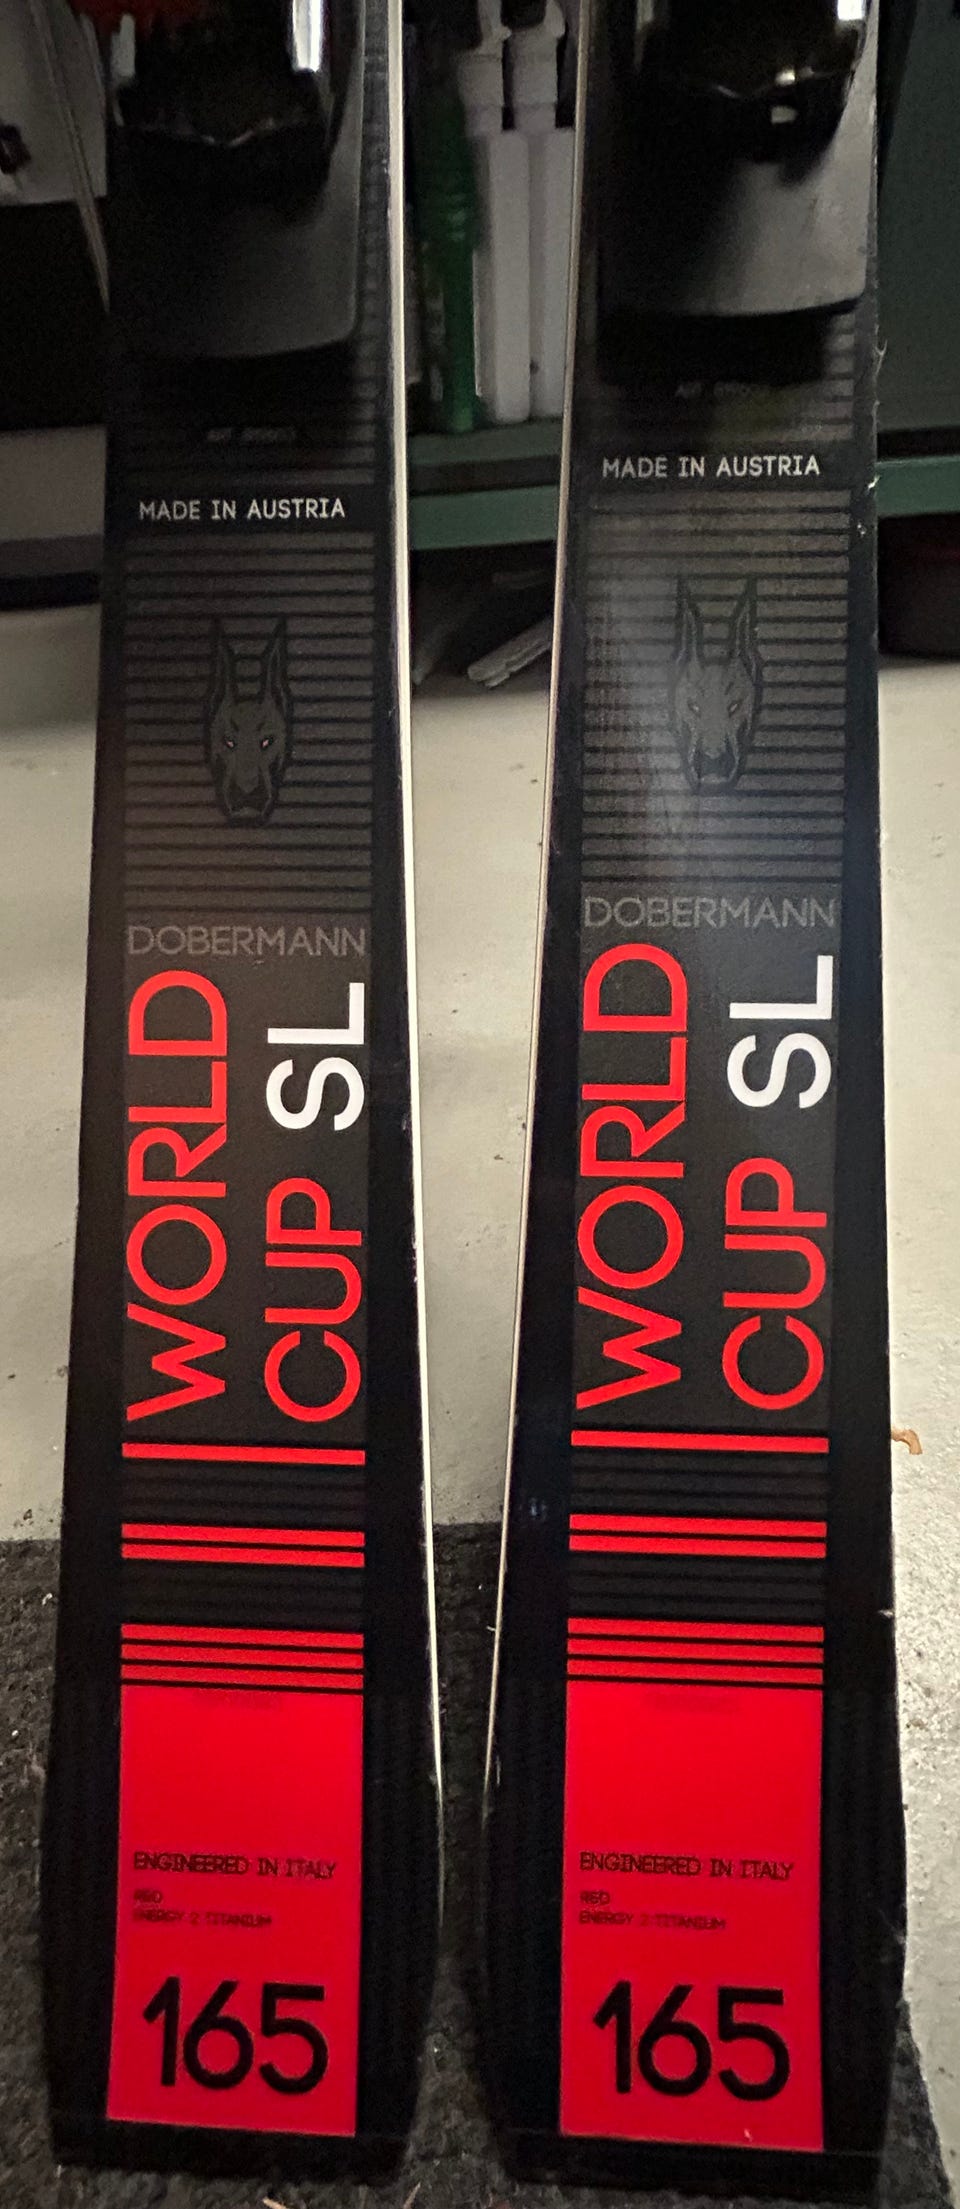 MADE IN AUSTRIA
DOBERMANN
WORLD
CUP SL
ENGINEERED IN ITALY
RED
ENERGY 2 TITANIUM
165
MADE IN AUSTRIA
DOBERMANN
WORLD
CUP SL
ENGINEERED IN ITALY
RED
ENERGY 2 TITANIUM
165